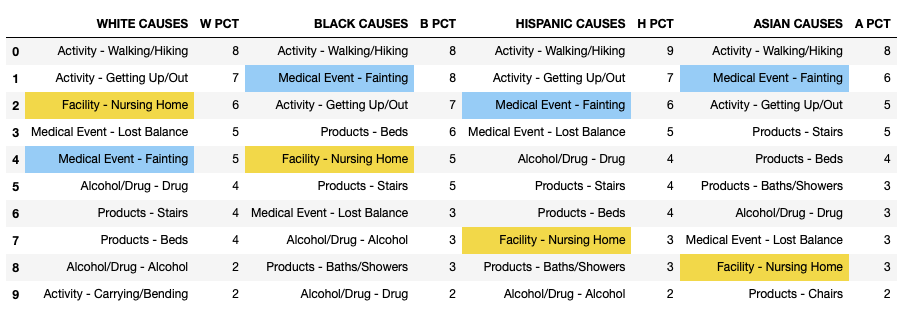 WHITE CAUSES W PCT BLACK CAUSES B PCT HISPANIC CAUSES H PCT ASIAN CAUSES A PCT
0 Activity - Walking/Hiking 8 Activity - Walking/Hiking 8 Activity - Walking/Hiking 9 Activity - Walking/Hiking 8
1 Activity - Getting Up/Out 7 Medical Event - Fainting 8 Activity - Getting Up/Out 7 Medical Event - Fainting 6
2 Facility - Nursing Home 6 Activity - Getting Up/Out 7 Medical Event - Fainting 6 Activity - Getting Up/Out 5
3 Medical Event - Lost Balance 5 Products - Beds 6 Medical Event - Lost Balance 5 Products - Stairs 5
4 Medical Event - Fainting 5 Facility - Nursing Home 5 Alcohol/Drug - Drug 4 Products - Beds 4
5 Alcohol/Drug - Drug 4 Products - Stairs 5 Products - Stairs 4 Products - Baths/Showers 3
6 Products - Stairs 4 Medical Event - Lost Balance 3 Products - Beds 4 Alcohol/Drug - Drug 3
7 Products - Beds 4 Alcohol/Drug - Alcohol 3 Facility - Nursing Home 3 Medical Event - Lost Balance 3
8 Alcohol/Drug - Alcohol 2 Products - Baths/Showers 3 Products - Baths/Showers 3 Facility - Nursing Home 3
9 Activity - Carrying/Bending 2 Alcohol/Drug - Drug 2 Alcohol/Drug - Alcohol 2 Products - Chairs 2